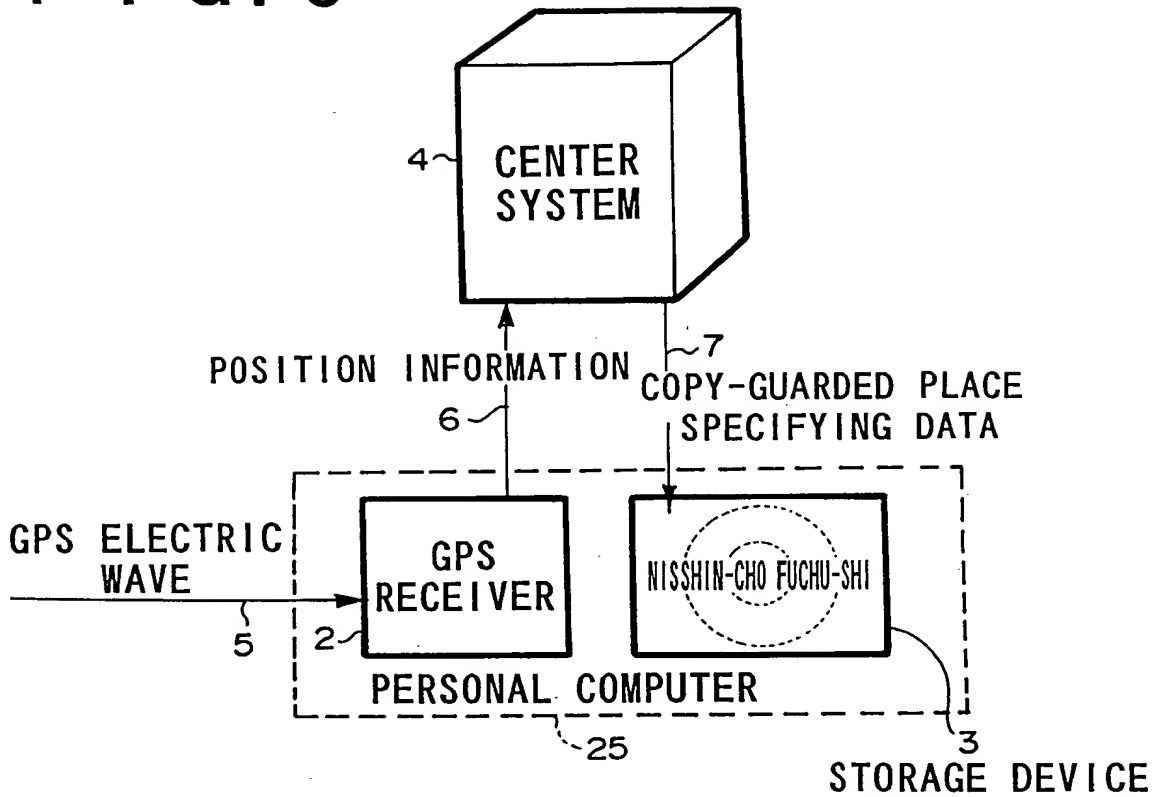 4
CENTER
SYSTEM
POSITION INFORMATION
7
6
COPY-GUARDED PLACE
SPECIFYING DATA
GPS ELECTRIC
WAVE
5
2
GPS
RECEIVER
NISSHIN-CHO FUCHU-SHI
PERSONAL COMPUTER
25
3
STORAGE DEVICE